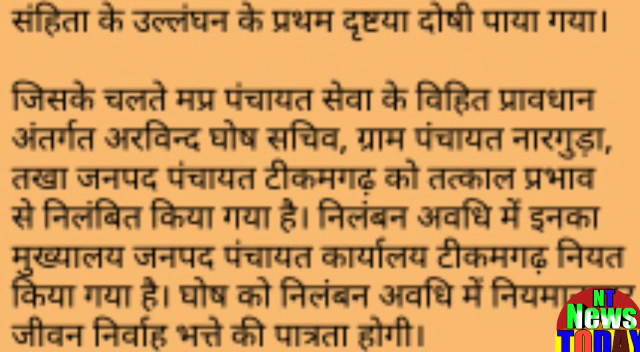 संहिता के उल्लंघन के प्रथम दृष्टया दोषी पाया गया।
जिसके चलते मप्र पंचायत सेवा के विहित प्रावधान
अंतर्गत अरविन्द घोष सचिव, ग्राम पंचायत नारगुड़ा,
तखा जनपद पंचायत टीकमगढ़ को तत्काल प्रभाव
से निलंबित किया गया है। निलंबन अवधि में इनका
मुख्यालय जनपद पंचायत कार्यालय टीकमगढ़ नियत
किया गया है। घोष को निलंबन अवधि में
जीवन निर्वाह भत्ते की पात्रता होगी।
NT
News
TODAY